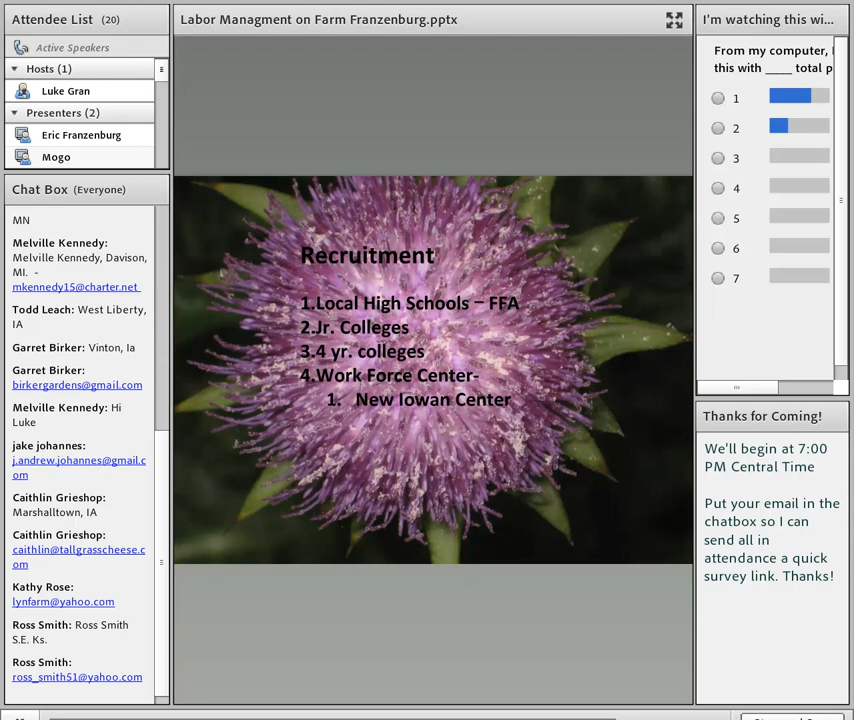 Attendee List (20)
Active Speakers
Hosts (1)
Luke Gran
Presenters (2)
Eric Franzenburg
Mogo
Chat Box (Everyone)
MN
Melville Kennedy:
Melville Kennedy, Davison,
MI. -
mkennedy15@charter.net
Todd Leach: West Liberty,
IA
Garret Birker: Vinton, Ia
Garret Birker:
birkergardens@gmail.com
Melville Kennedy: Hi
Luke
jake johannes:
j.andrew.johannes@gmail.c
om
Caithlin Grieshop:
Marshalltown, IA
Caithlin Grieshop:
caithlin@tallgrasscheese.c
om
Kathy Rose:
lynfarm@yahoo.com
Ross Smith: Ross Smith
S.E. Ks.
Ross Smith:
ross_smith51@yahoo.com
Labor Managment on Farm Franzenburg.pptx
Recruitment
1.Local High Schools – FFA
2.Jr. Colleges
3.4 yr. colleges
4.Work Force Center-
1. New Iowan Center
I'm watching this wi...
From my computer,
this with ____ total p
1
2
3
4
5
6
7
Thanks for Coming!
We'll begin at 7:00
PM Central Time
Put your email in the
chatbox so I can
send all in
attendance a quick
survey link. Thanks!